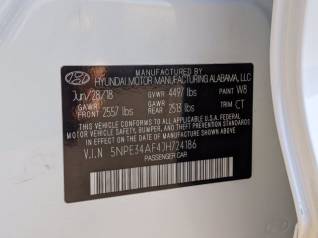 MANUFACTURED BY
HYUNDAI MOTOR MANUFACTURING ALABAMA, LLC
Jun/28/18 GVWR 4497 lbs PAINT W8
GAWR FRONT 2557 lbs GAWR REAR 2513 lbs TRIM CT
THIS VEHICLE CONFORMS TO ALL APPLICABLE
U.S. FEDERAL MOTOR VEHICLE SAFETY, BUMPER,
AND THEFT PREVENTION STANDARDS
IN EFFECT ON THE DATE OF MANUFACTURE
SHOWN ABOVE.
V.I.N 5NPE34AF4JH724186
PASSENGER CAR